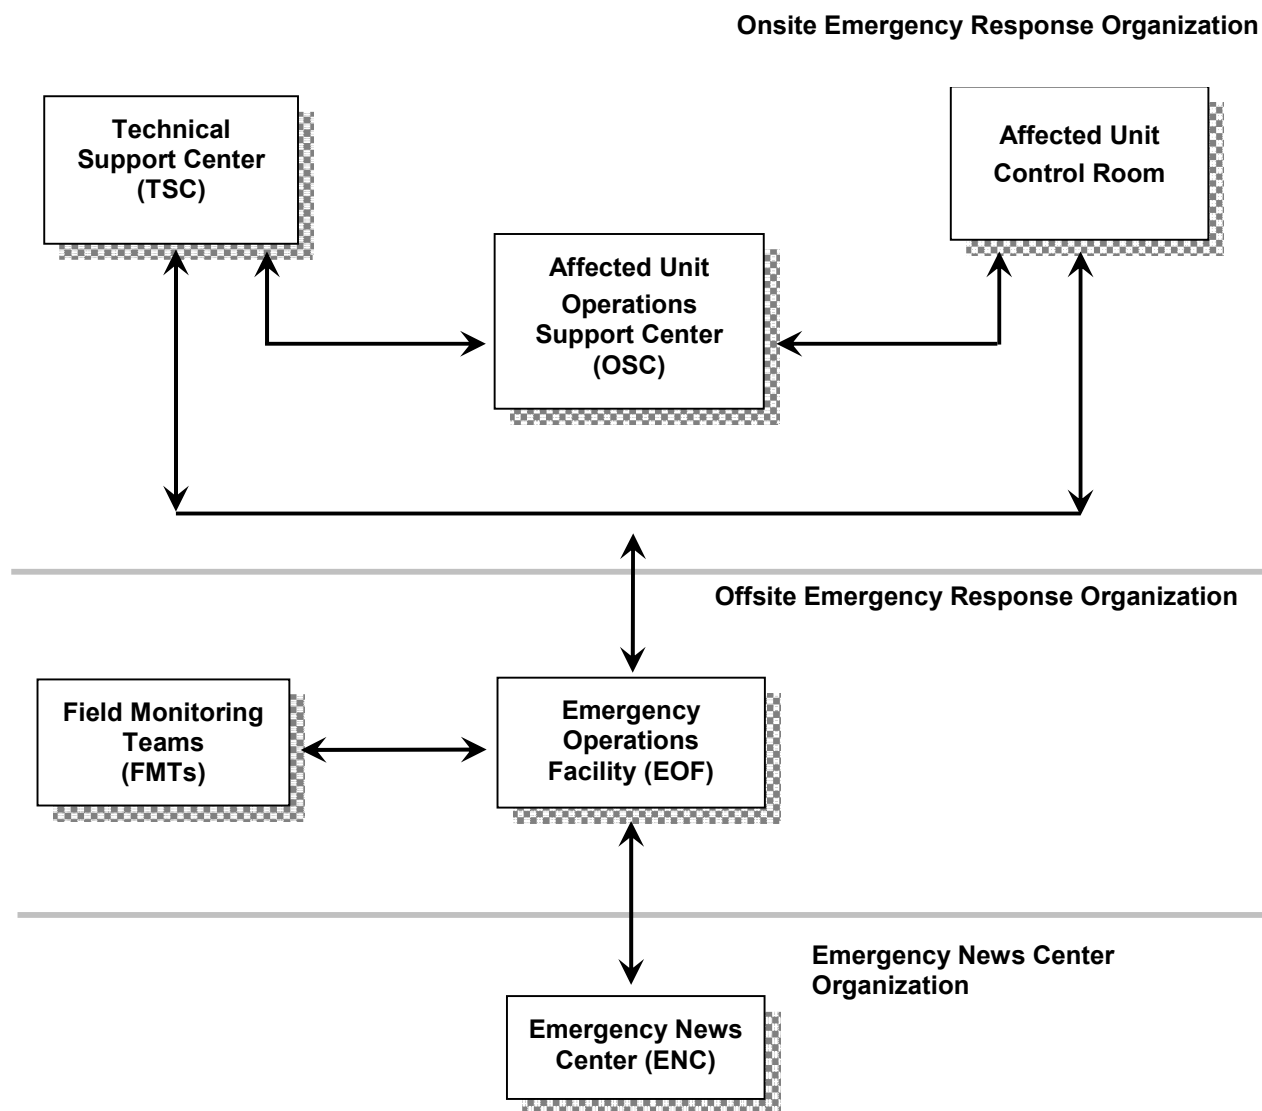 Onsite Emergency Response Organization
Technical
Support Center
(TSC)
Affected Unit
Control Room
Affected Unit
Operations
Support Center
(OSC)
Offsite Emergency Response Organization
Field Monitoring
Teams
(FMTs)
Emergency
Operations
Facility (EOF)
Emergency News Center
Organization
Emergency News
Center (ENC)